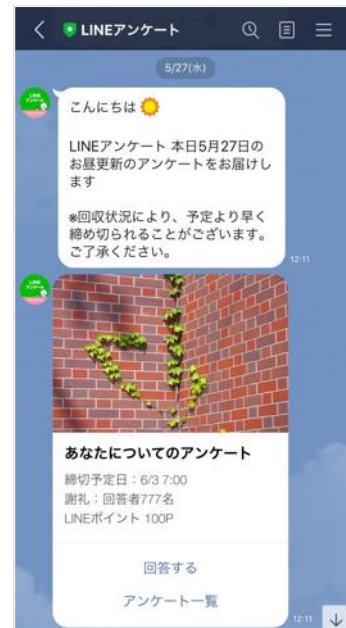 LINEアンケート
5/27(水)
こんにちは
LINEアンケート 本日5月27日の
お昼更新のアンケートをお届けし
ます
※回収状況により、予定より早く
締め切られることがございます。
ご了承ください。
12:11
あなたについてのアンケート
締切予定日：6/3 7:00
謝礼：回答者777名
LINEポイント 100P
回答する
アンケート一覧
12:11